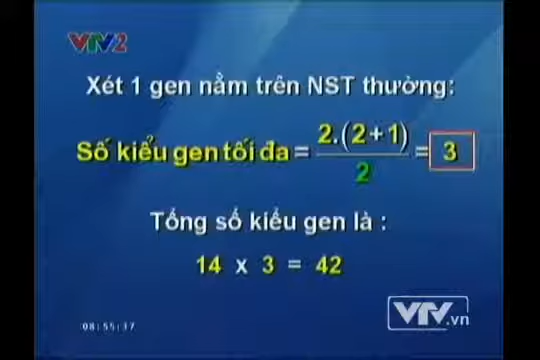 VTV2
Xét 1 gen nằm trên NST thường:
Số kiểu gen tối đa = 2.(2+1) / 2 = 3
Tổng số kiểu gen là :
14 x 3 = 42
VTV.vn
08:55:37